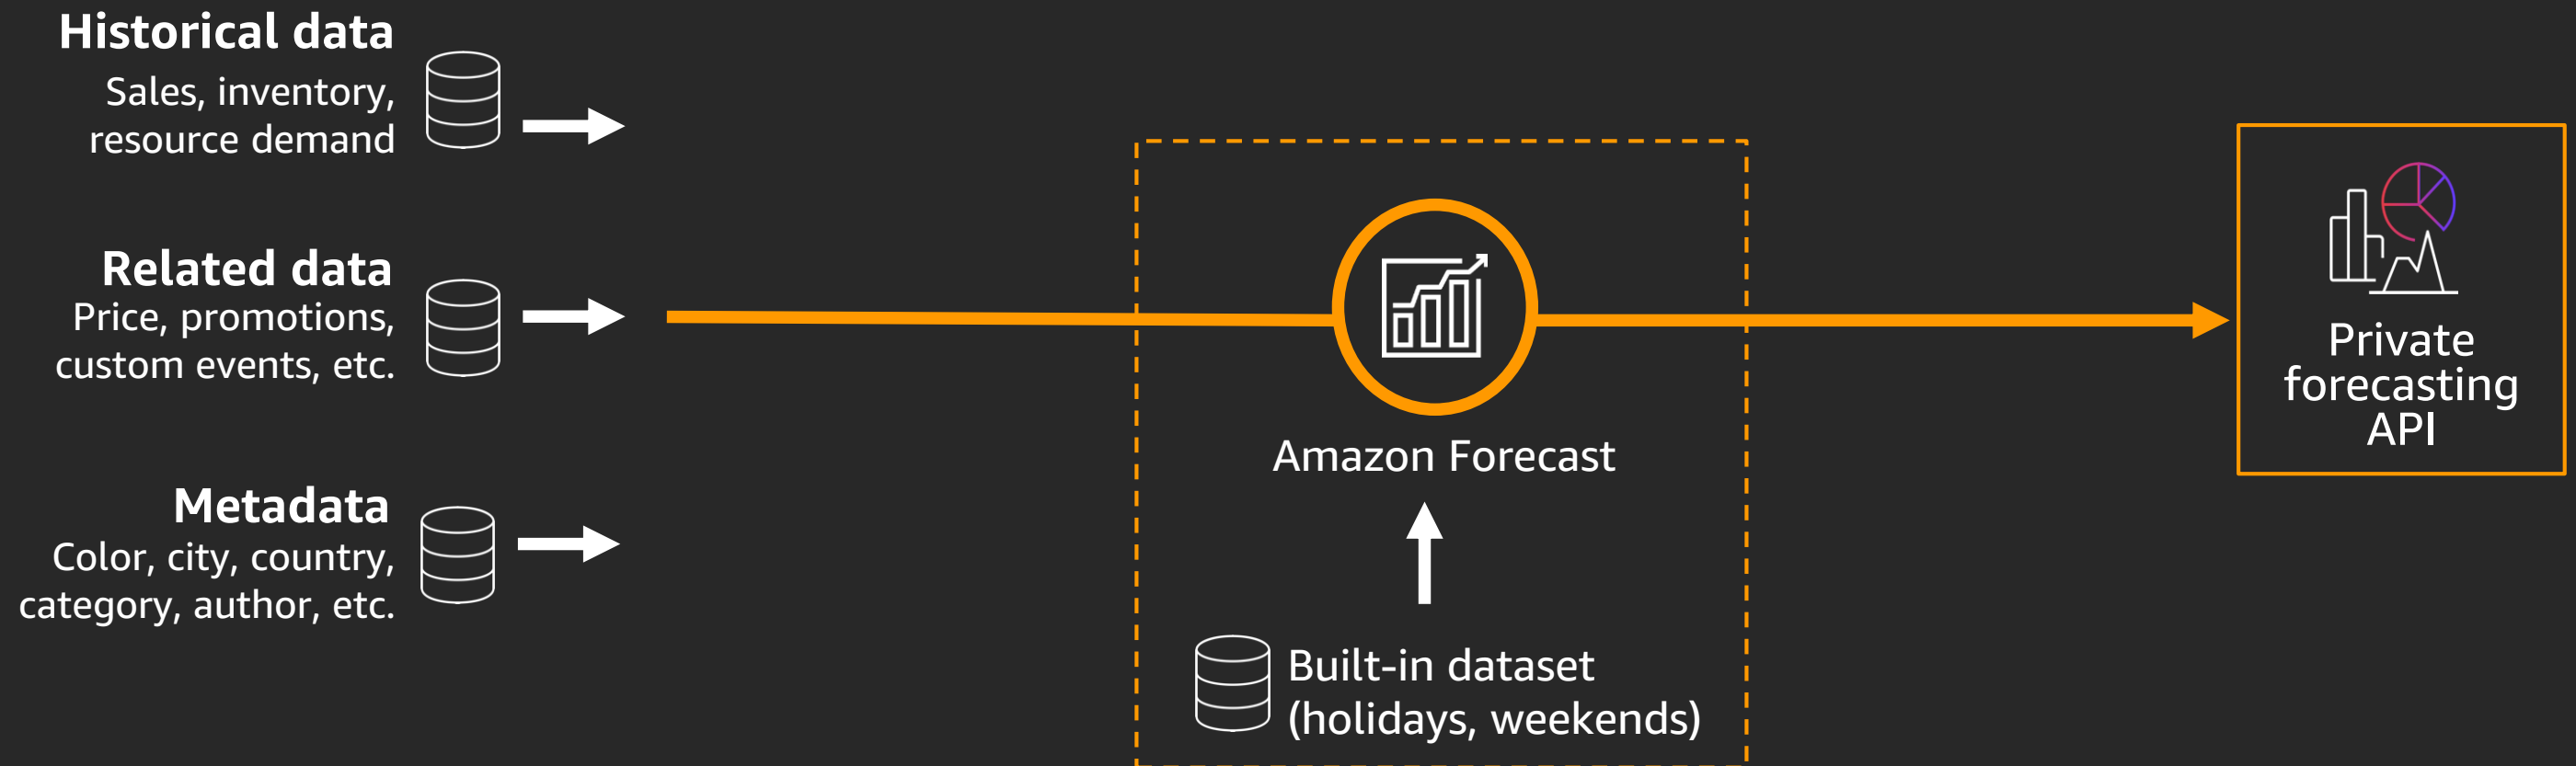 Historical data
Sales, inventory,
resource demand
Related data
Price, promotions,
custom events, etc.
Metadata
Color, city, country,
category, author, etc.
Amazon Forecast
Built-in dataset
(holidays, weekends)
Private
forecasting
API